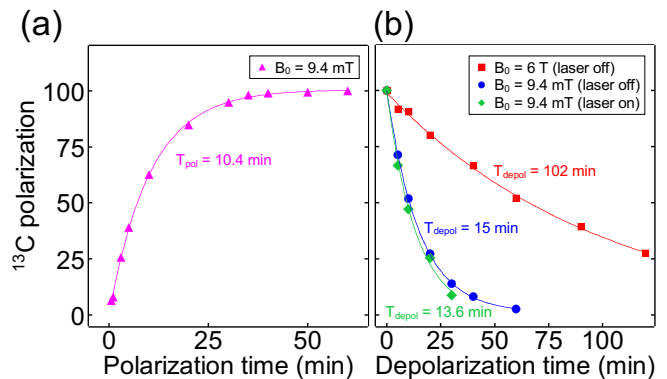 (a)
B₀ = 9.4 mT
100
75
50
25
0
¹³C polarization
T_pol = 10.4 min
0 25 50
Polarization time (min)
(b)
B₀ = 6 T (laser off)
B₀ = 9.4 mT (laser off)
B₀ = 9.4 mT (laser on)
T_depol = 102 min
T_depol = 15 min
T_depol = 13.6 min
0 25 50 75 100
Depolarization time (min)